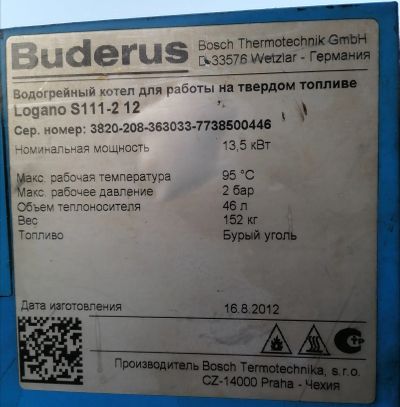 Buderus
Bosch Thermotechnik GmbH
D-33576 Wetzlar - Германия
Водогрейный котел для работы на твердом топливе
Logano S111-2 12
Сер. номер: 3820-208-363033-7738500446
Номинальная мощность 13,5 кВт
Макс. рабочая температура 95 °C
Макс. рабочее давление 2 бар
Объем теплоносителя 46 л
Вес 152 кг
Топливо Бурый уголь
Дата изготовления 16.8.2012
Производитель Bosch Termotechnika, s.r.o.
CZ-14000 Praha - Чехия